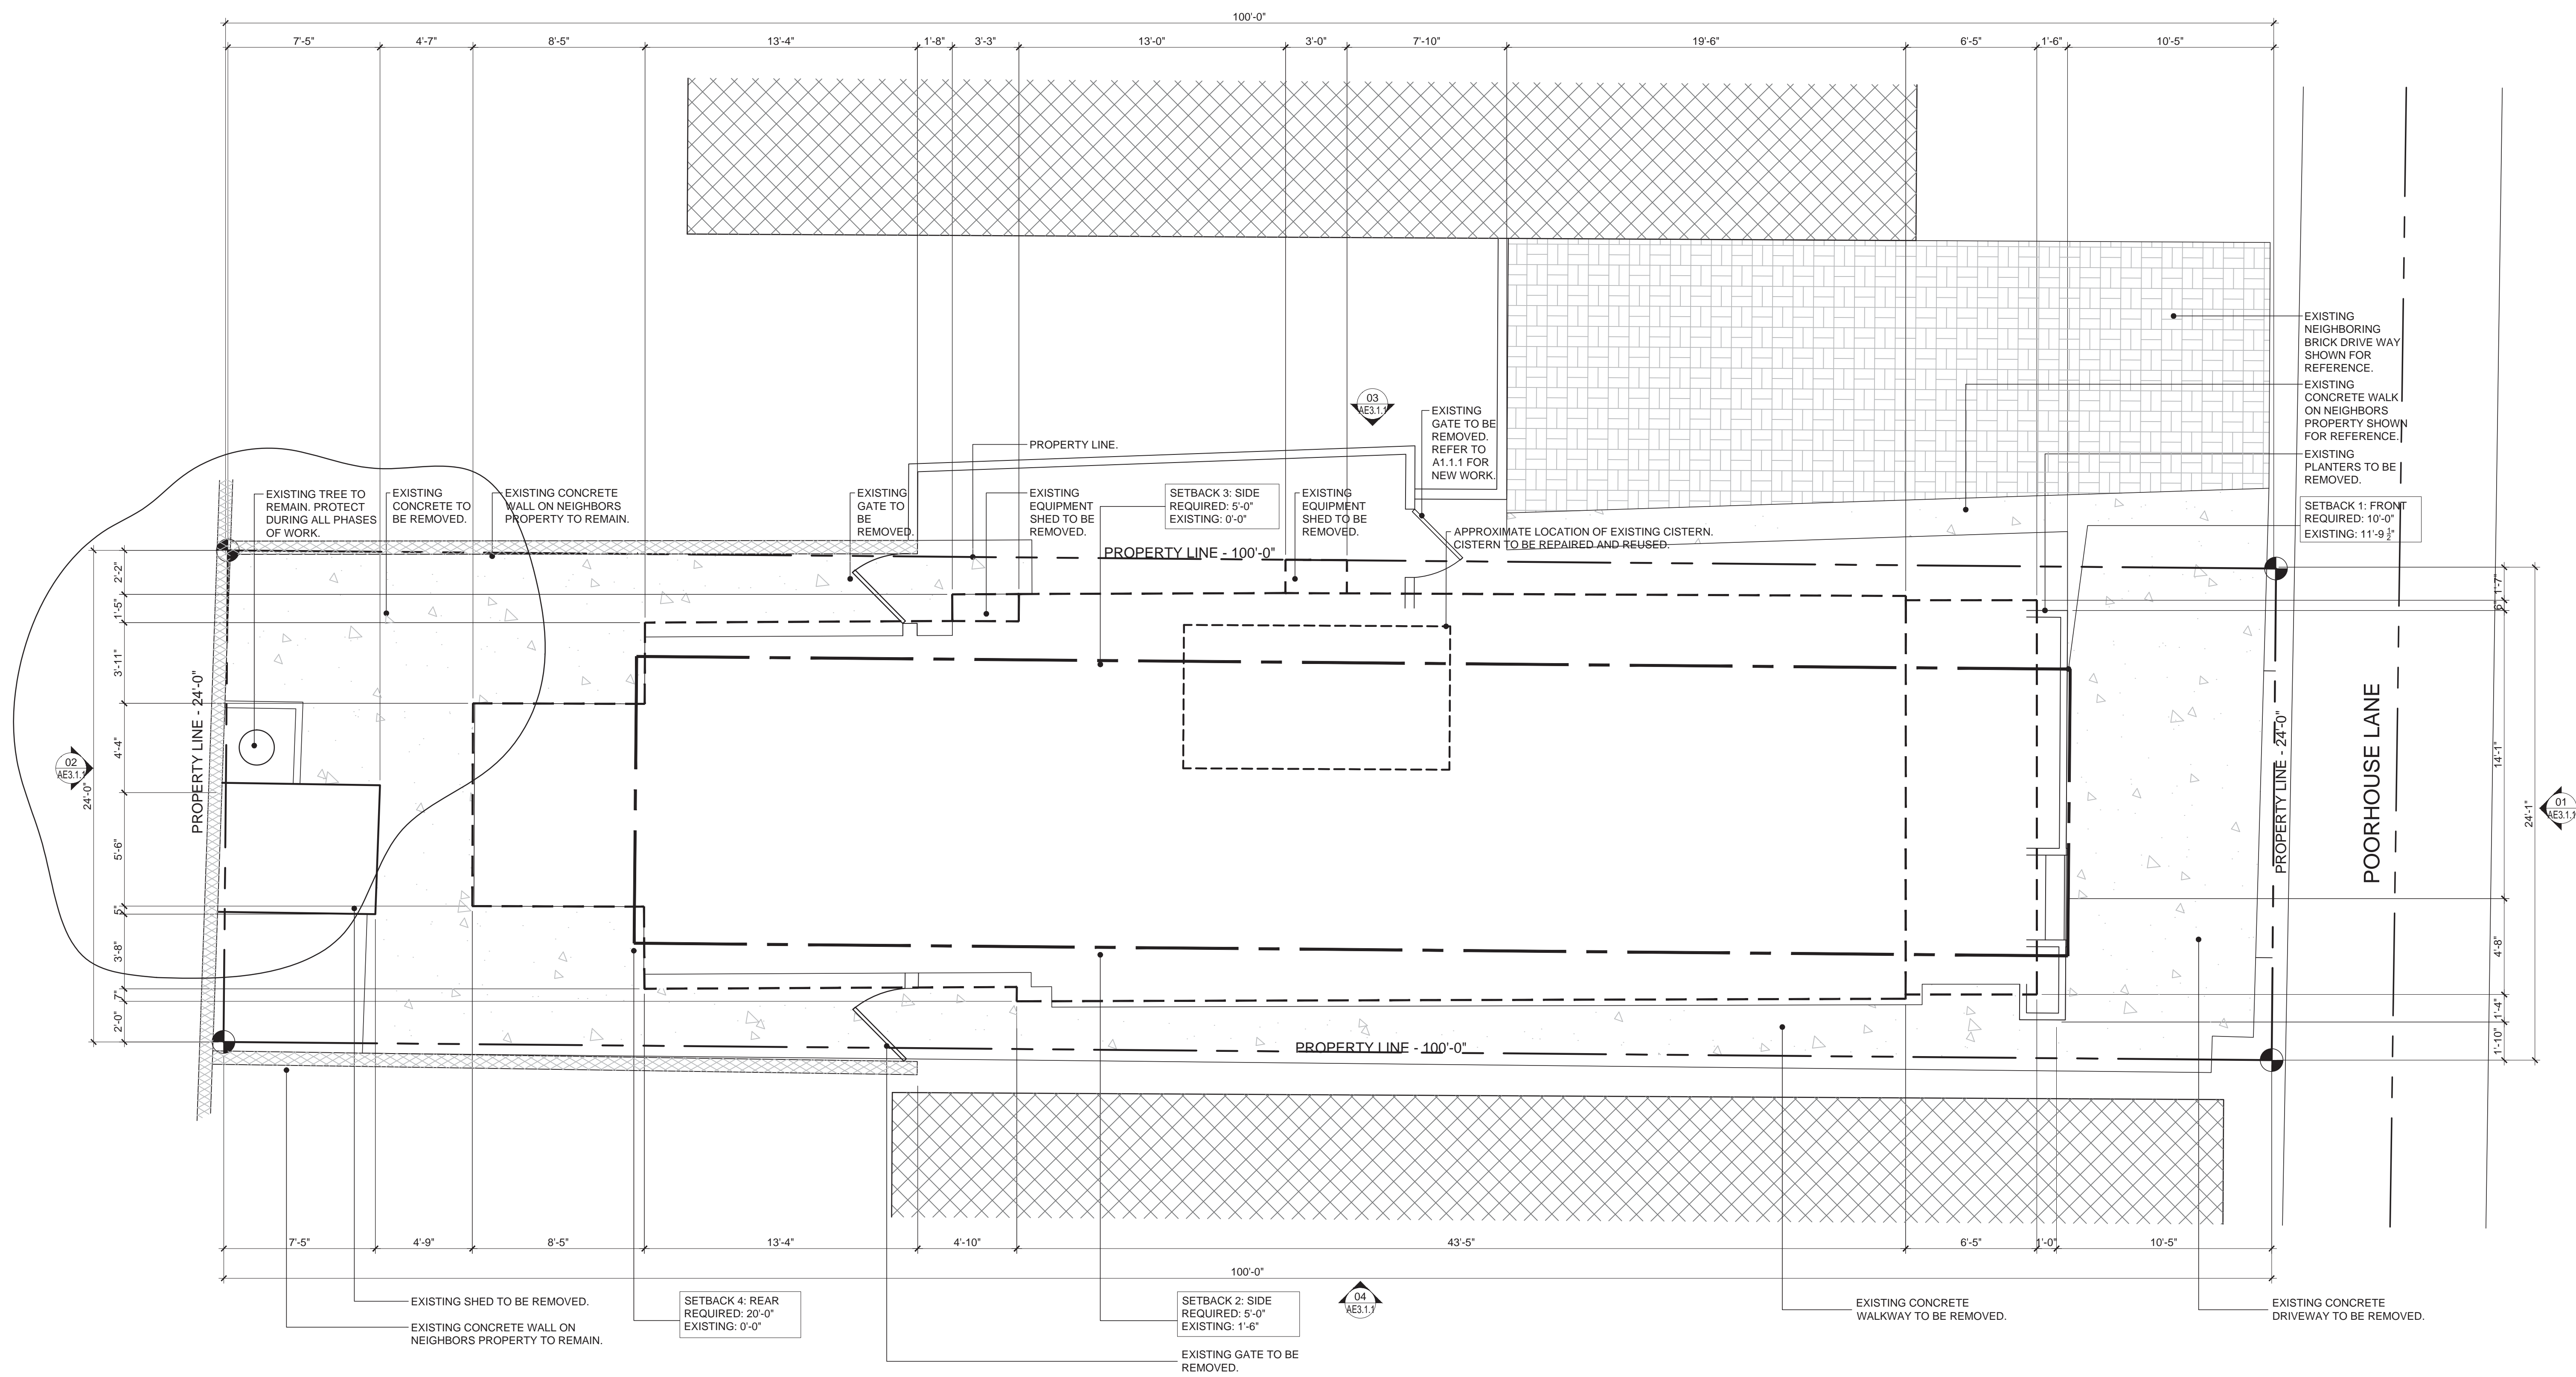 100'-0"
7'-5"
4'-7"
8'-5"
13'-4"
1'-8"
3'-3"
13'-0"
3'-0"
7'-10"
19'-6"
6'-5"
1'-6"
10'-5"
EXISTING
NEIGHBORING
BRICK DRIVE WAY
SHOWN FOR
REFERENCE.
EXISTING
CONCRETE WALK
ON NEIGHBORS
PROPERTY SHOWN
FOR REFERENCE.
EXISTING
PLANTERS TO BE
REMOVED.
SETBACK 1: FRONT
REQUIRED: 10'-0"
EXISTING: 11'-9 ½"
03
AE3.1.1
EXISTING
GATE TO BE
REMOVED.
REFER TO
A1.1.1 FOR
NEW WORK.
PROPERTY LINE.
EXISTING TREE TO
REMAIN. PROTECT
DURING ALL PHASES
OF WORK.
EXISTING
CONCRETE TO
BE REMOVED.
EXISTING CONCRETE
WALL ON NEIGHBORS
PROPERTY TO REMAIN.
EXISTING
GATE TO
BE
REMOVED.
EXISTING
EQUIPMENT
SHED TO BE
REMOVED.
SETBACK 3: SIDE
REQUIRED: 5'-0"
EXISTING: 0'-0"
EXISTING
EQUIPMENT
SHED TO BE
REMOVED.
APPROXIMATE LOCATION OF EXISTING CISTERN.
CISTERN TO BE REPAIRED AND REUSED.
PROPERTY LINE - 100'-0"
2'-2"
1'-5"
3'-11"
4'-4"
5'-6"
5"
3'-8"
7"
2'-0"
24'-0"
02
AE3.1.1
PROPERTY LINE - 24'-0"
PROPERTY LINE - 24'-0"
POORHOUSE LANE
1'-7"
6"
14'-1"
4'-8"
1'-4"
1'-10"
24'-1"
01
AE3.1.1
PROPERTY LINE - 100'-0"
7'-5"
4'-9"
8'-5"
13'-4"
4'-10"
43'-5"
6'-5"
1'-0"
10'-5"
100'-0"
EXISTING SHED TO BE REMOVED.
EXISTING CONCRETE WALL ON
NEIGHBORS PROPERTY TO REMAIN.
SETBACK 4: REAR
REQUIRED: 20'-0"
EXISTING: 0'-0"
SETBACK 2: SIDE
REQUIRED: 5'-0"
EXISTING: 1'-6"
EXISTING GATE TO BE
REMOVED.
04
AE3.1.1
EXISTING CONCRETE
WALKWAY TO BE REMOVED.
EXISTING CONCRETE
DRIVEWAY TO BE REMOVED.